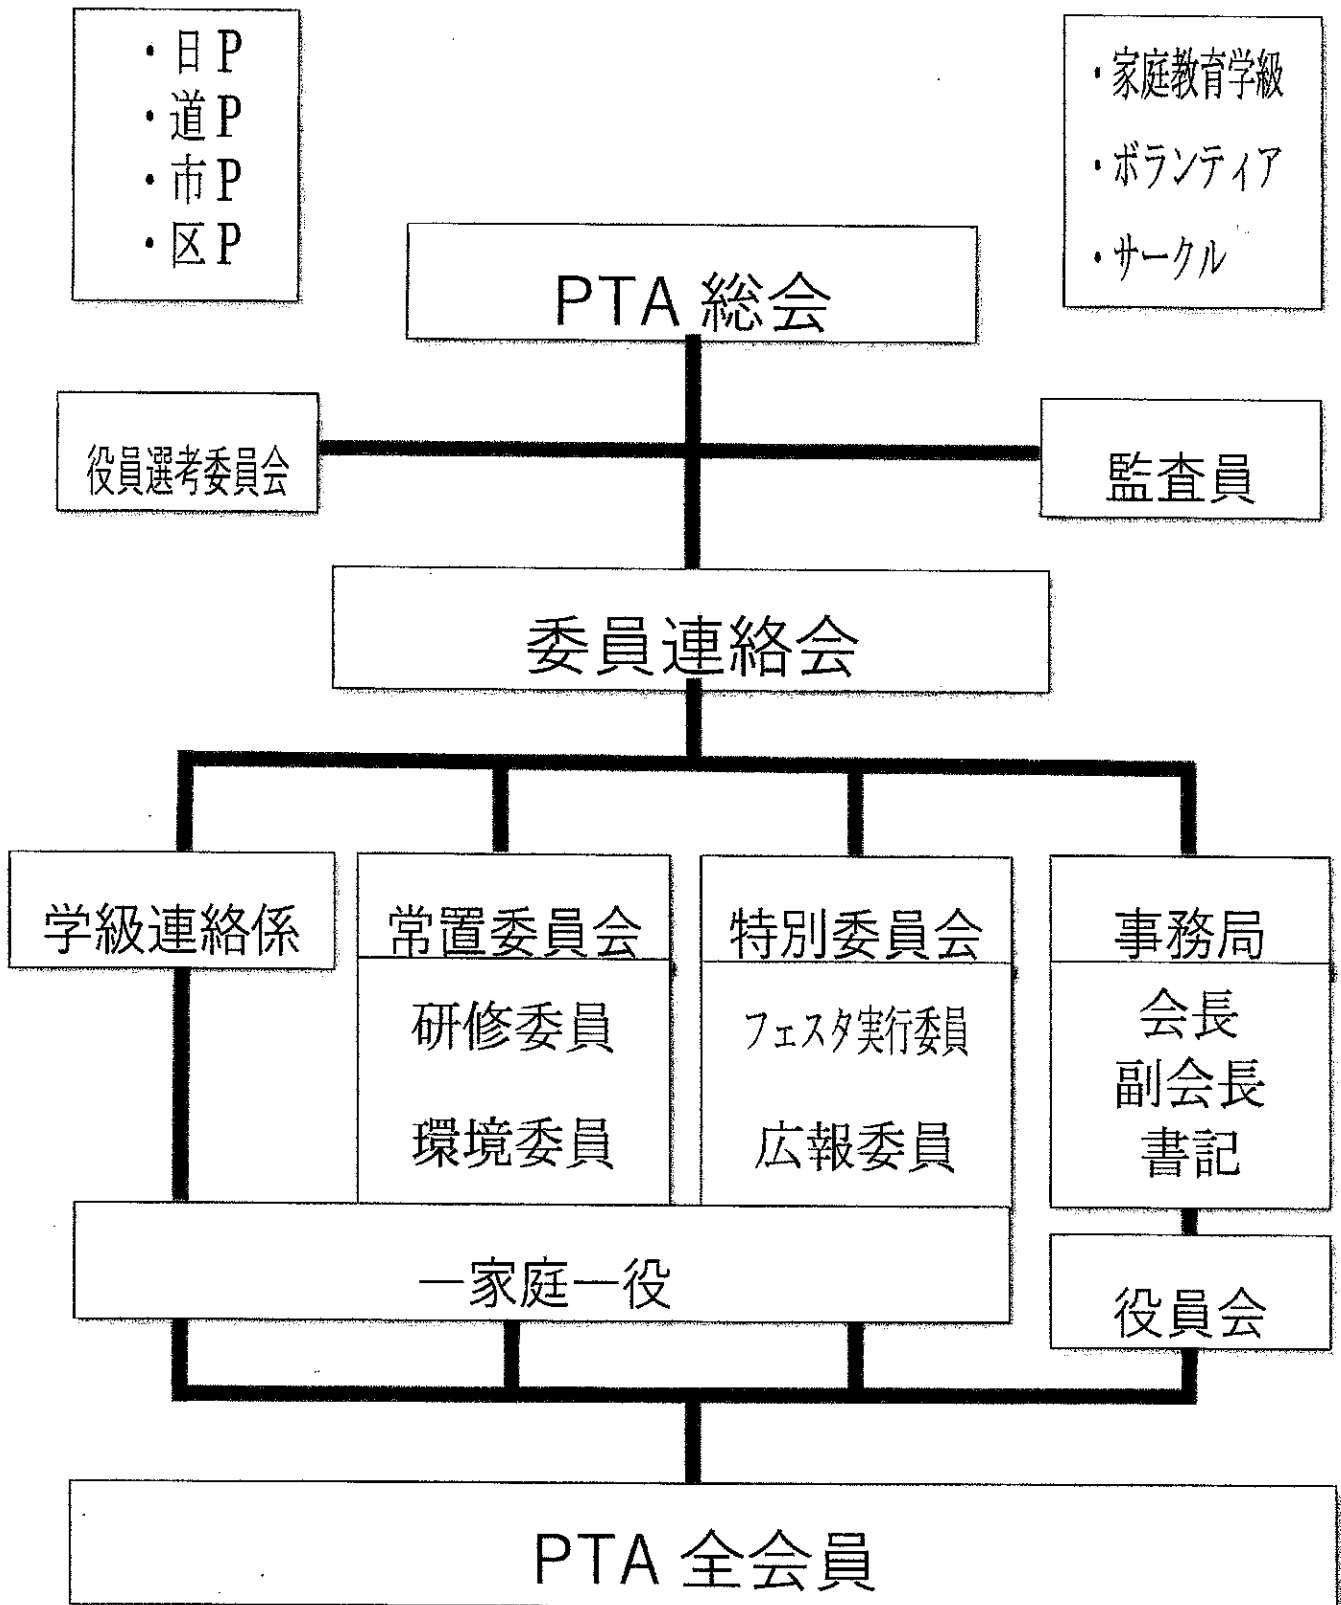 ・日P
・道P
・市P
・区P
・家庭教育学級
・ボランティア
・サークル
PTA 総会
役員選考委員会
監査員
委員連絡会
学級連絡係
常置委員会
研修委員
環境委員
特別委員会
フェスタ実行委員
広報委員
事務局
会長
副会長
書記
一家庭一役
役員会
PTA 全会員